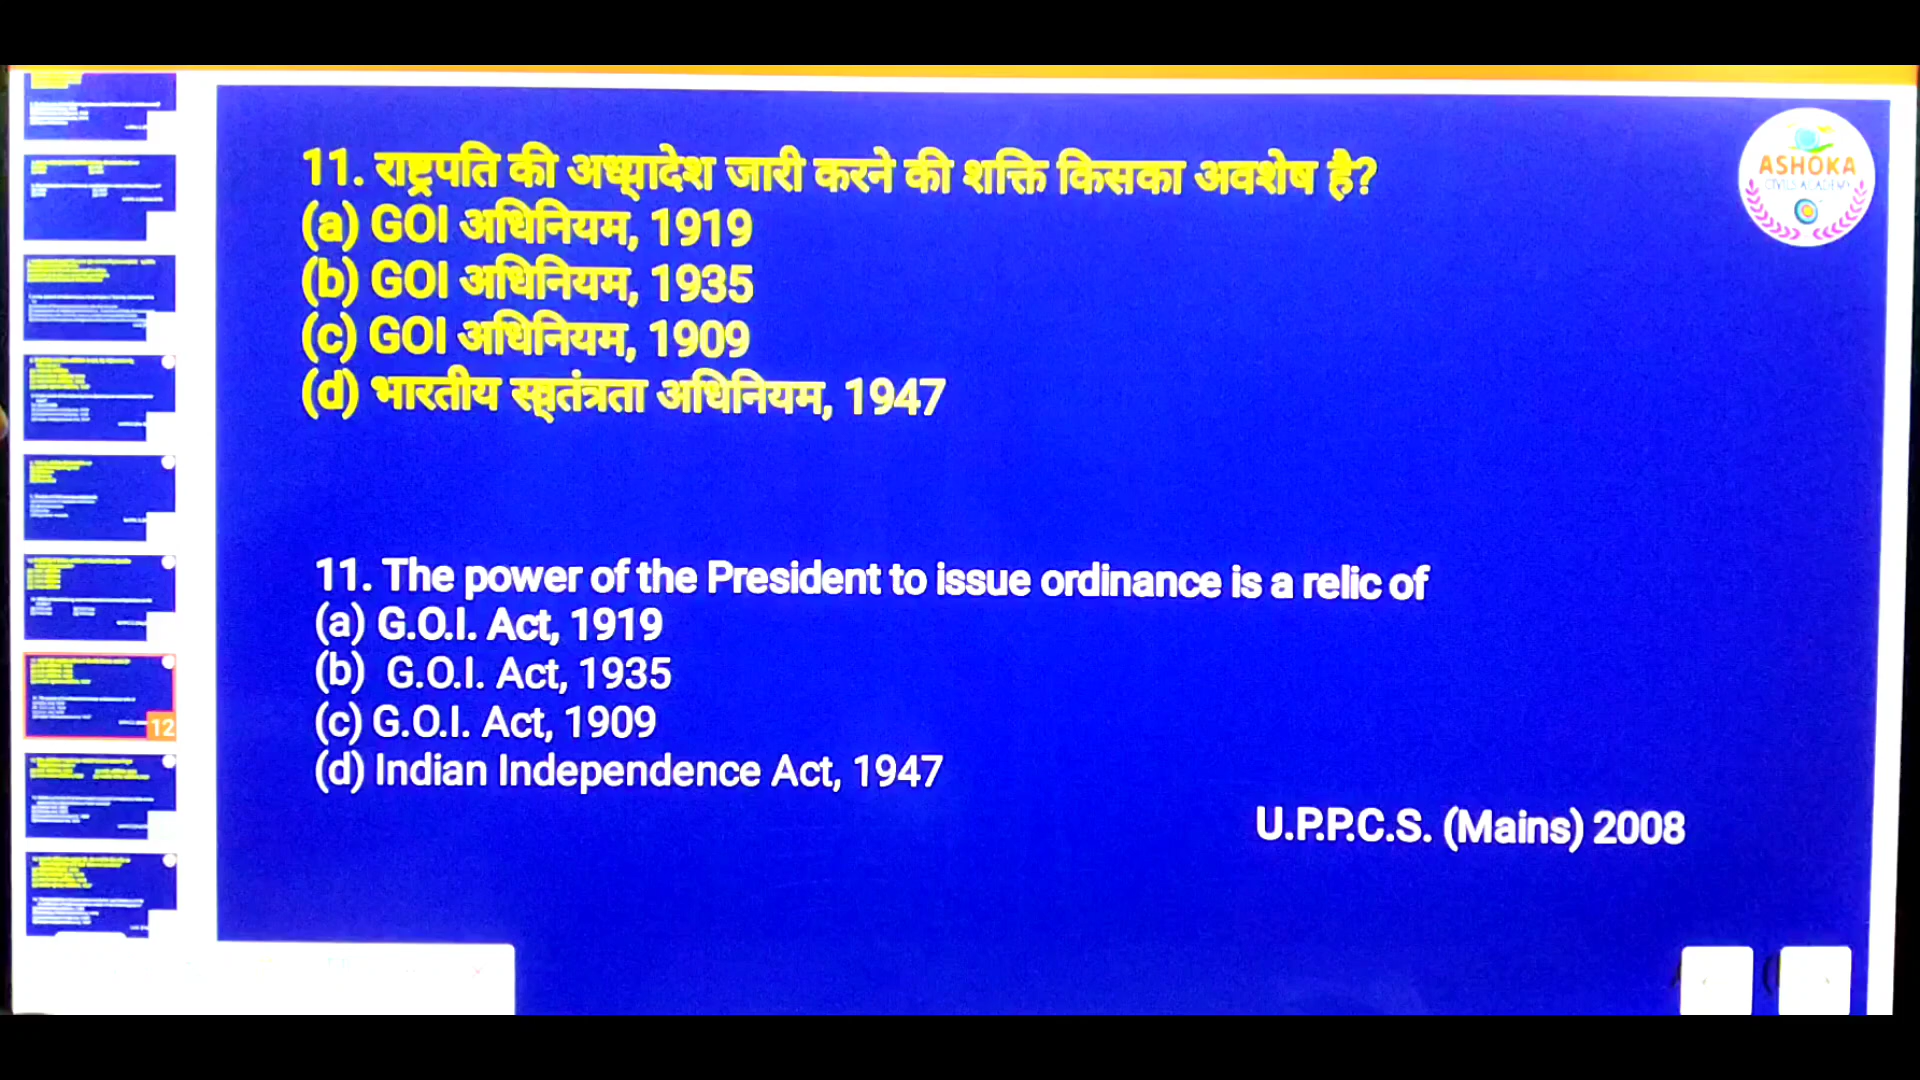 11. राष्ट्रपति की अध्यादेश जारी करने की शक्ति किसका अवशेष है?
(a) GOI अधिनियम, 1919
(b) GOI अधिनियम, 1935
(c) GOI अधिनियम, 1909
(d) भारतीय स्वतंत्रता अधिनियम, 1947
ASHOKA
CIVILS ACADEMY
11. The power of the President to issue ordinance is a relic of
(a) G.O.I. Act, 1919
(b) G.O.I. Act, 1935
(c) G.O.I. Act, 1909
(d) Indian Independence Act, 1947
U.P.P.C.S. (Mains) 2008
12